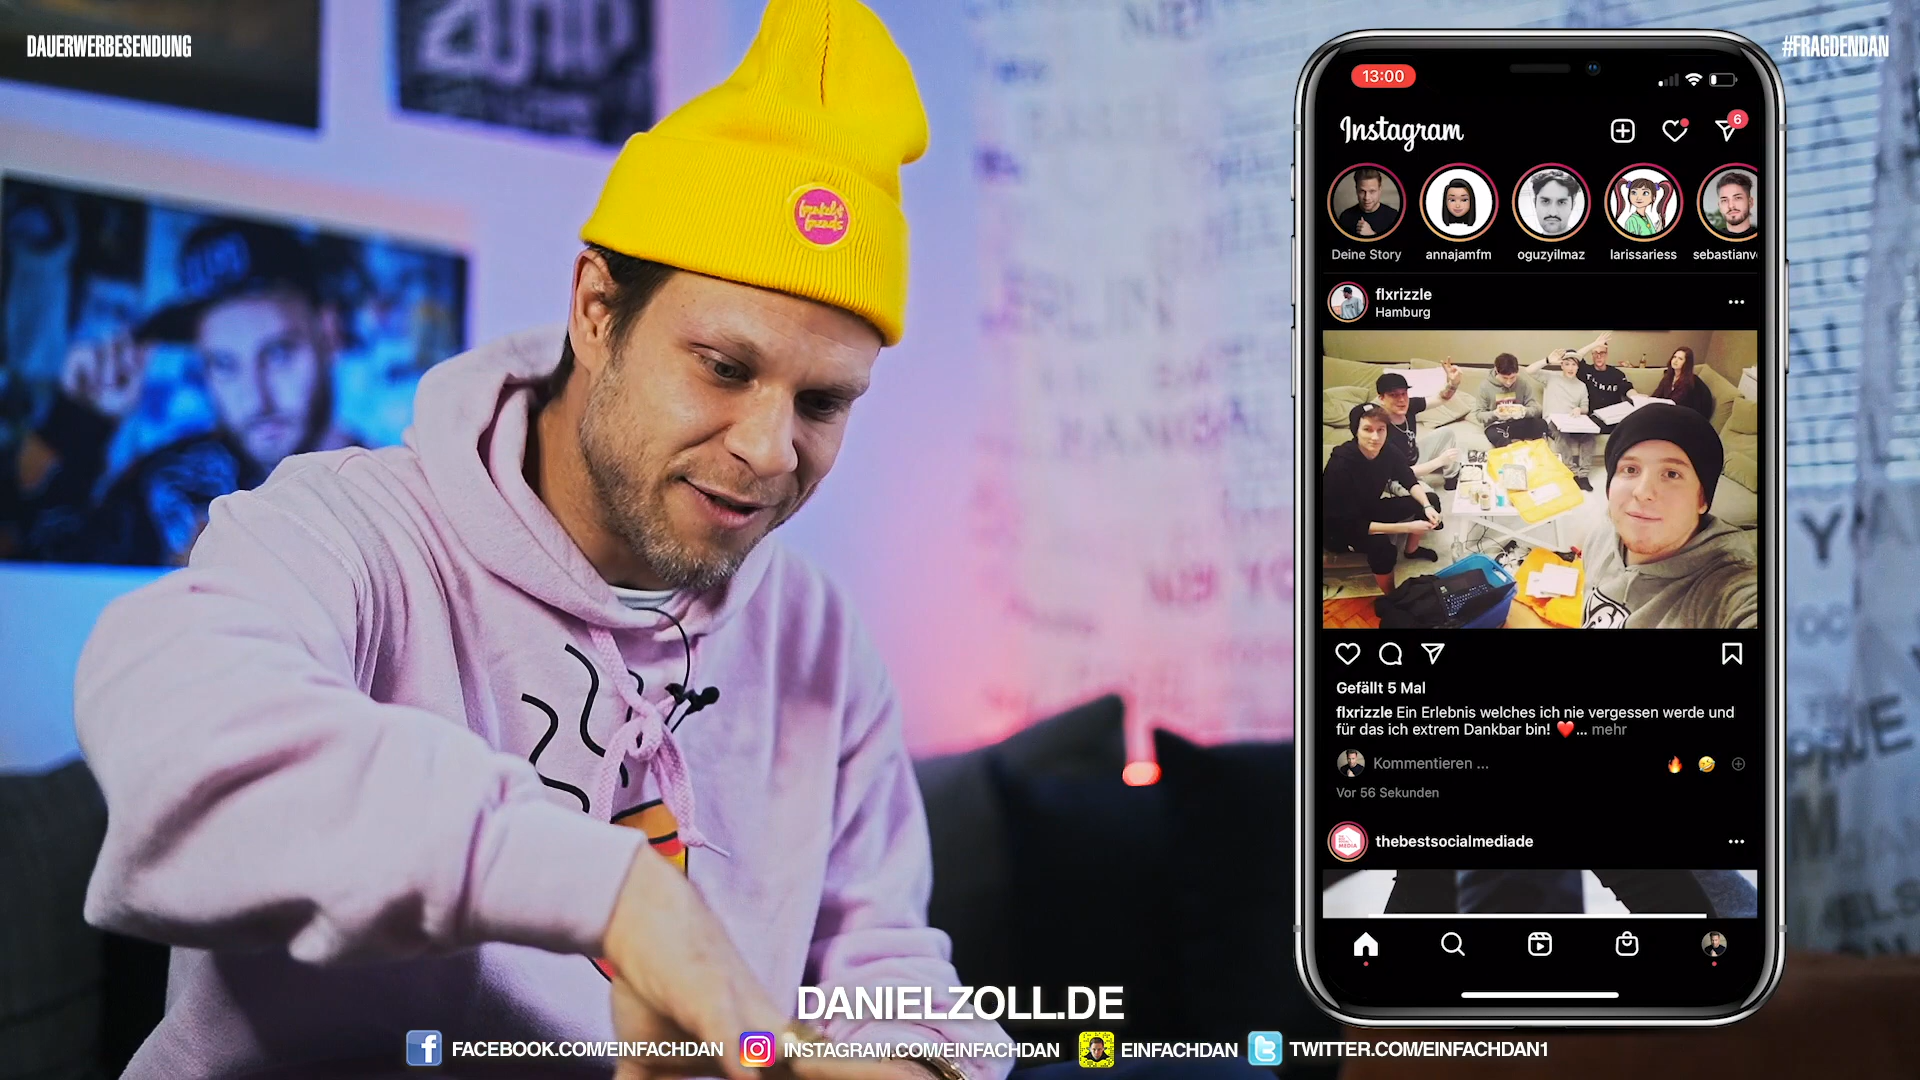 DAUERWERBESENDUNG
#FRAGDENDAN
13:00
Instagram
6
Deine Story
annajamfm
oguzyilmaz
larissariess
sebastianv
flxrizzle
Hamburg
Gefällt 5 Mal
flxrizzle Ein Erlebnis welches ich nie vergessen werde und
für das ich extrem Dankbar bin! ❤️... mehr
Kommentieren ...
Vor 56 Sekunden
thebestsocialmediade
DANIELZOLL.DE
FACEBOOK.COM/EINFACHDAN
INSTAGRAM.COM/EINFACHDAN
EINFACHDAN
TWITTER.COM/EINFACHDAN1